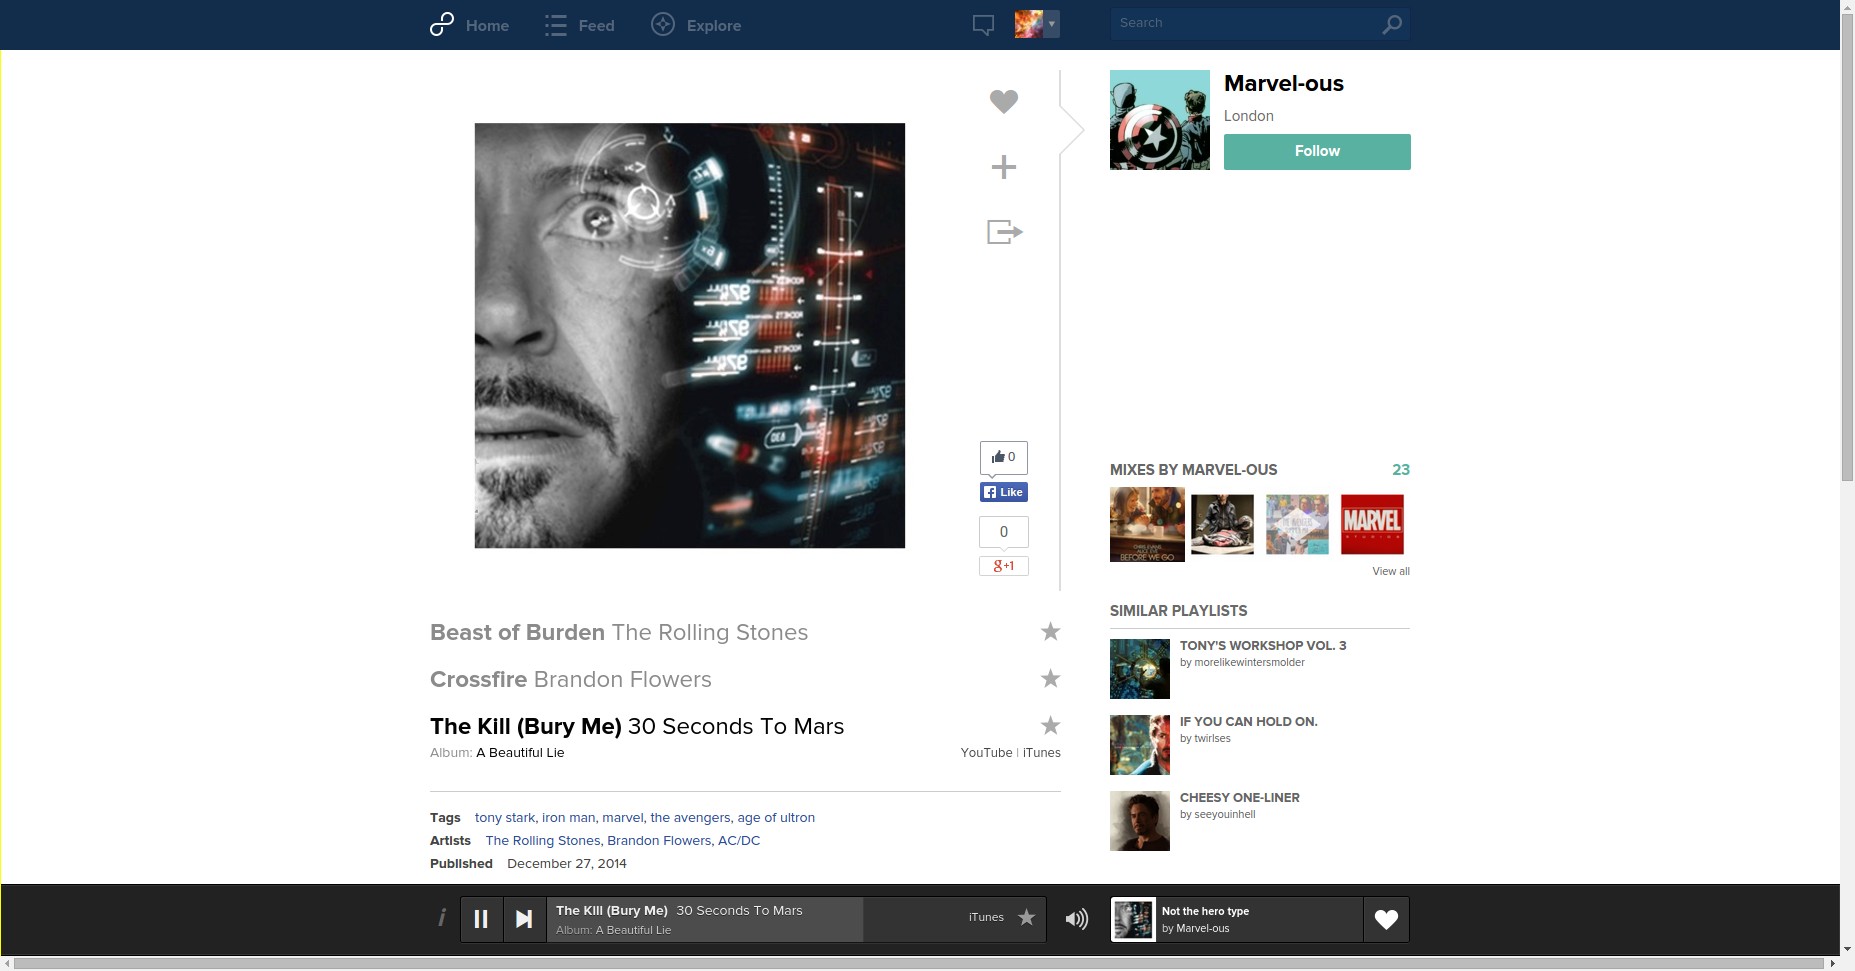 Home
Feed
Explore
Search
Marvel-ous
London
Follow
0
Like
0
g+1
MIXES BY MARVEL-OUS 23
BEFORE WE GO
MARVEL
STUDIOS
View all
SIMILAR PLAYLISTS
TONY'S WORKSHOP VOL. 3
by morelikewintersmolder
IF YOU CAN HOLD ON.
by twirlses
CHEESY ONE-LINER
by seeyouinhell
Beast of Burden The Rolling Stones
Crossfire Brandon Flowers
The Kill (Bury Me) 30 Seconds To Mars
Album: A Beautiful Lie
YouTube | iTunes
Tags tony stark, iron man, marvel, the avengers, age of ultron
Artists The Rolling Stones, Brandon Flowers, AC/DC
Published December 27, 2014
i
The Kill (Bury Me) 30 Seconds To Mars
Album: A Beautiful Lie
iTunes
Not the hero type
by Marvel-ous